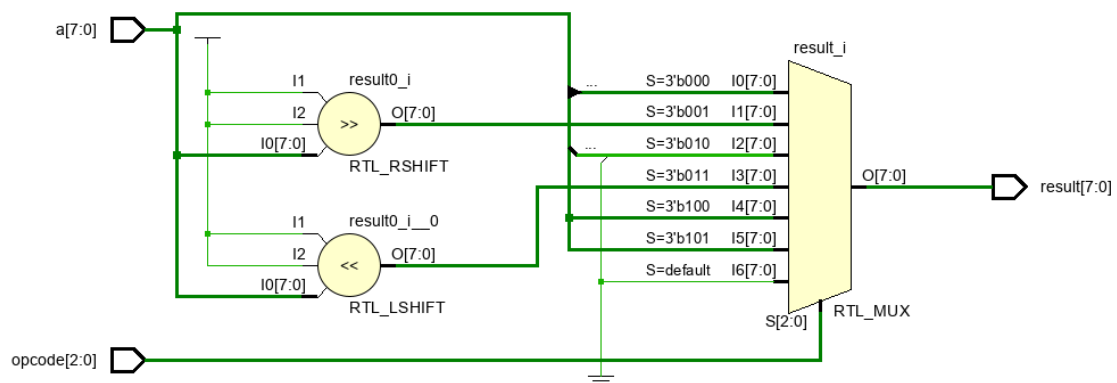 a[7:0]
result0_i
I1
I2
I0[7:0]
>>
O[7:0]
RTL_RSHIFT
result0_i__0
I1
I2
I0[7:0]
<<
O[7:0]
RTL_LSHIFT
opcode[2:0]
result_i
... S=3'b000 I0[7:0]
S=3'b001 I1[7:0]
... S=3'b010 I2[7:0]
S=3'b011 I3[7:0]
S=3'b100 I4[7:0]
S=3'b101 I5[7:0]
S=default I6[7:0]
S[2:0]
RTL_MUX
O[7:0]
result[7:0]